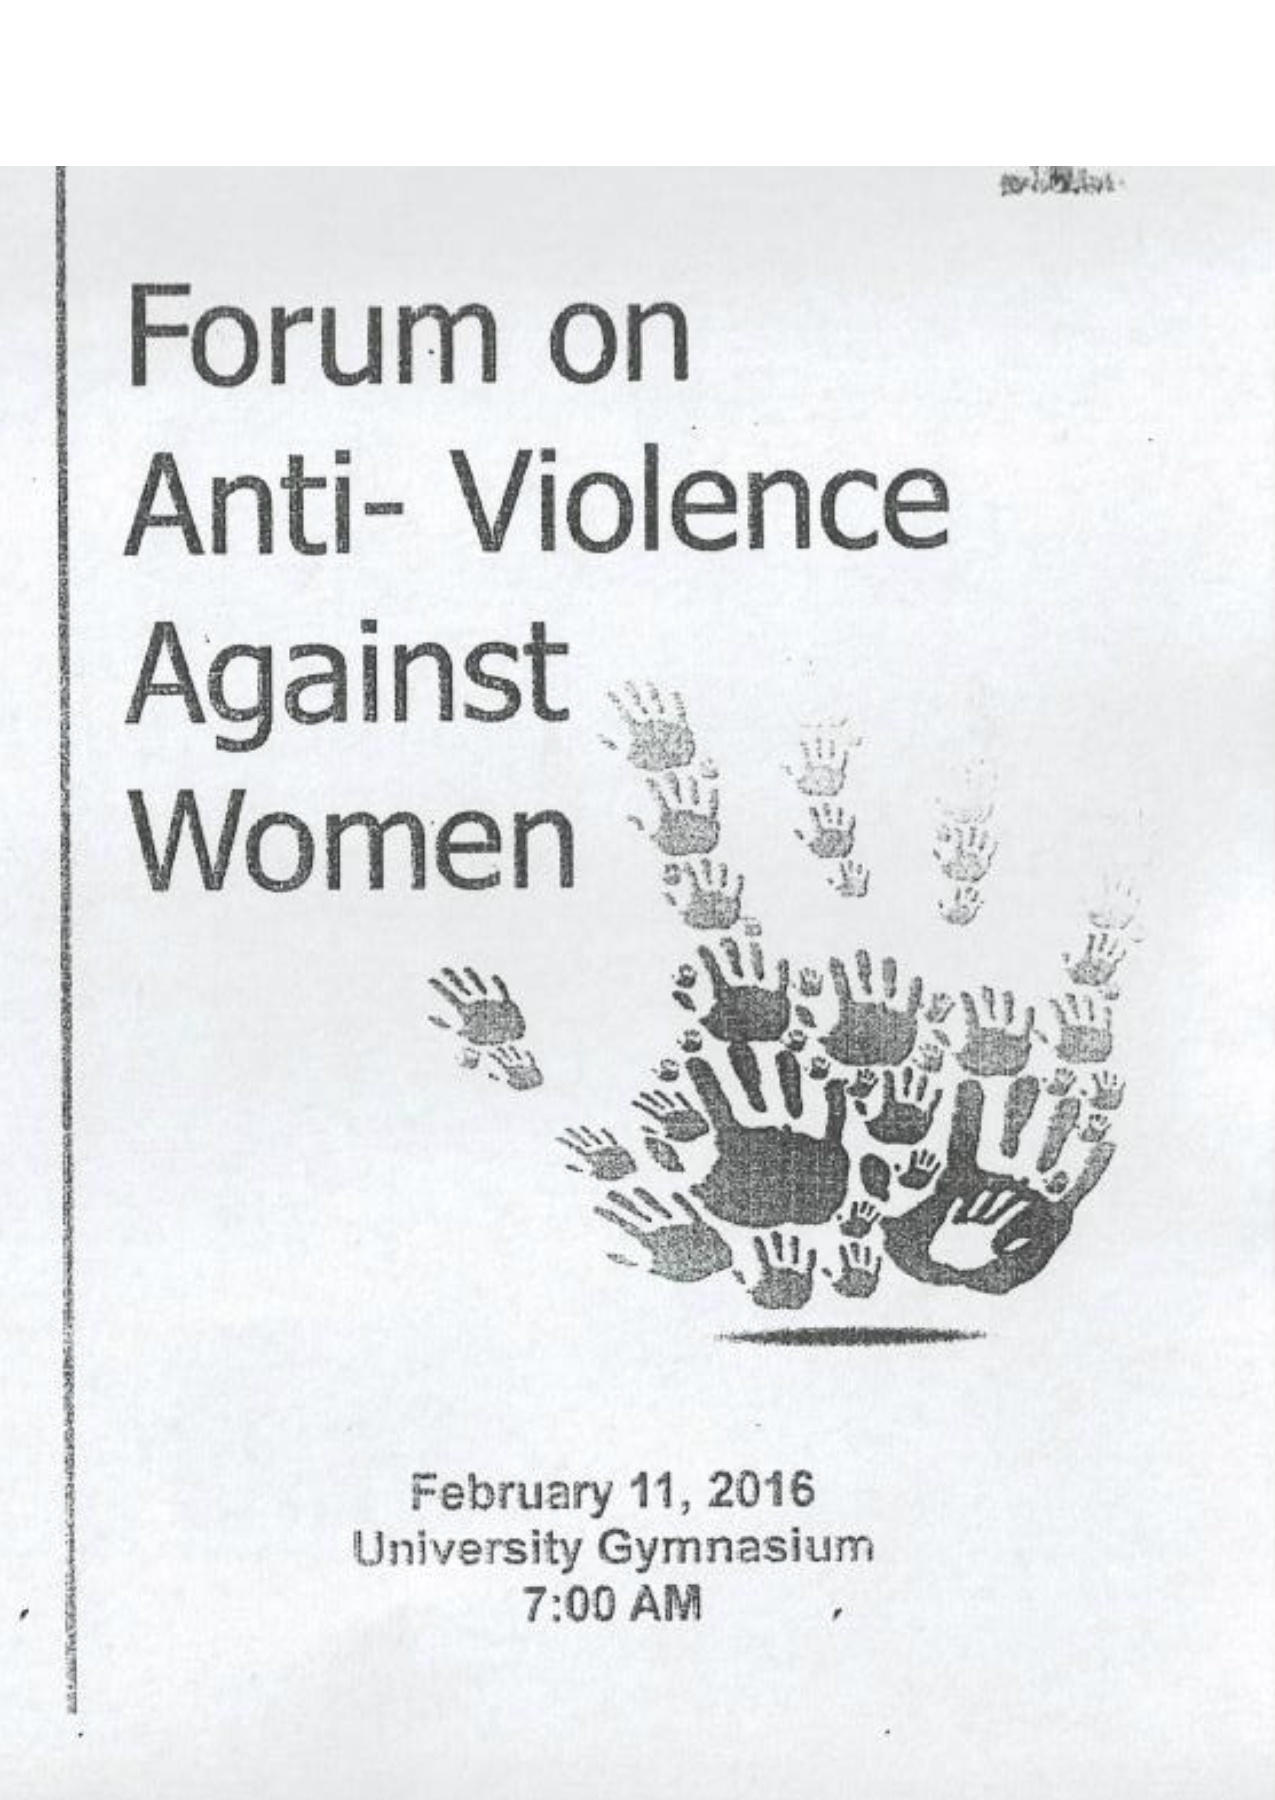 Forum on
Anti- Violence
Against
Women
February 11, 2016
University Gymnasium
7:00 AM